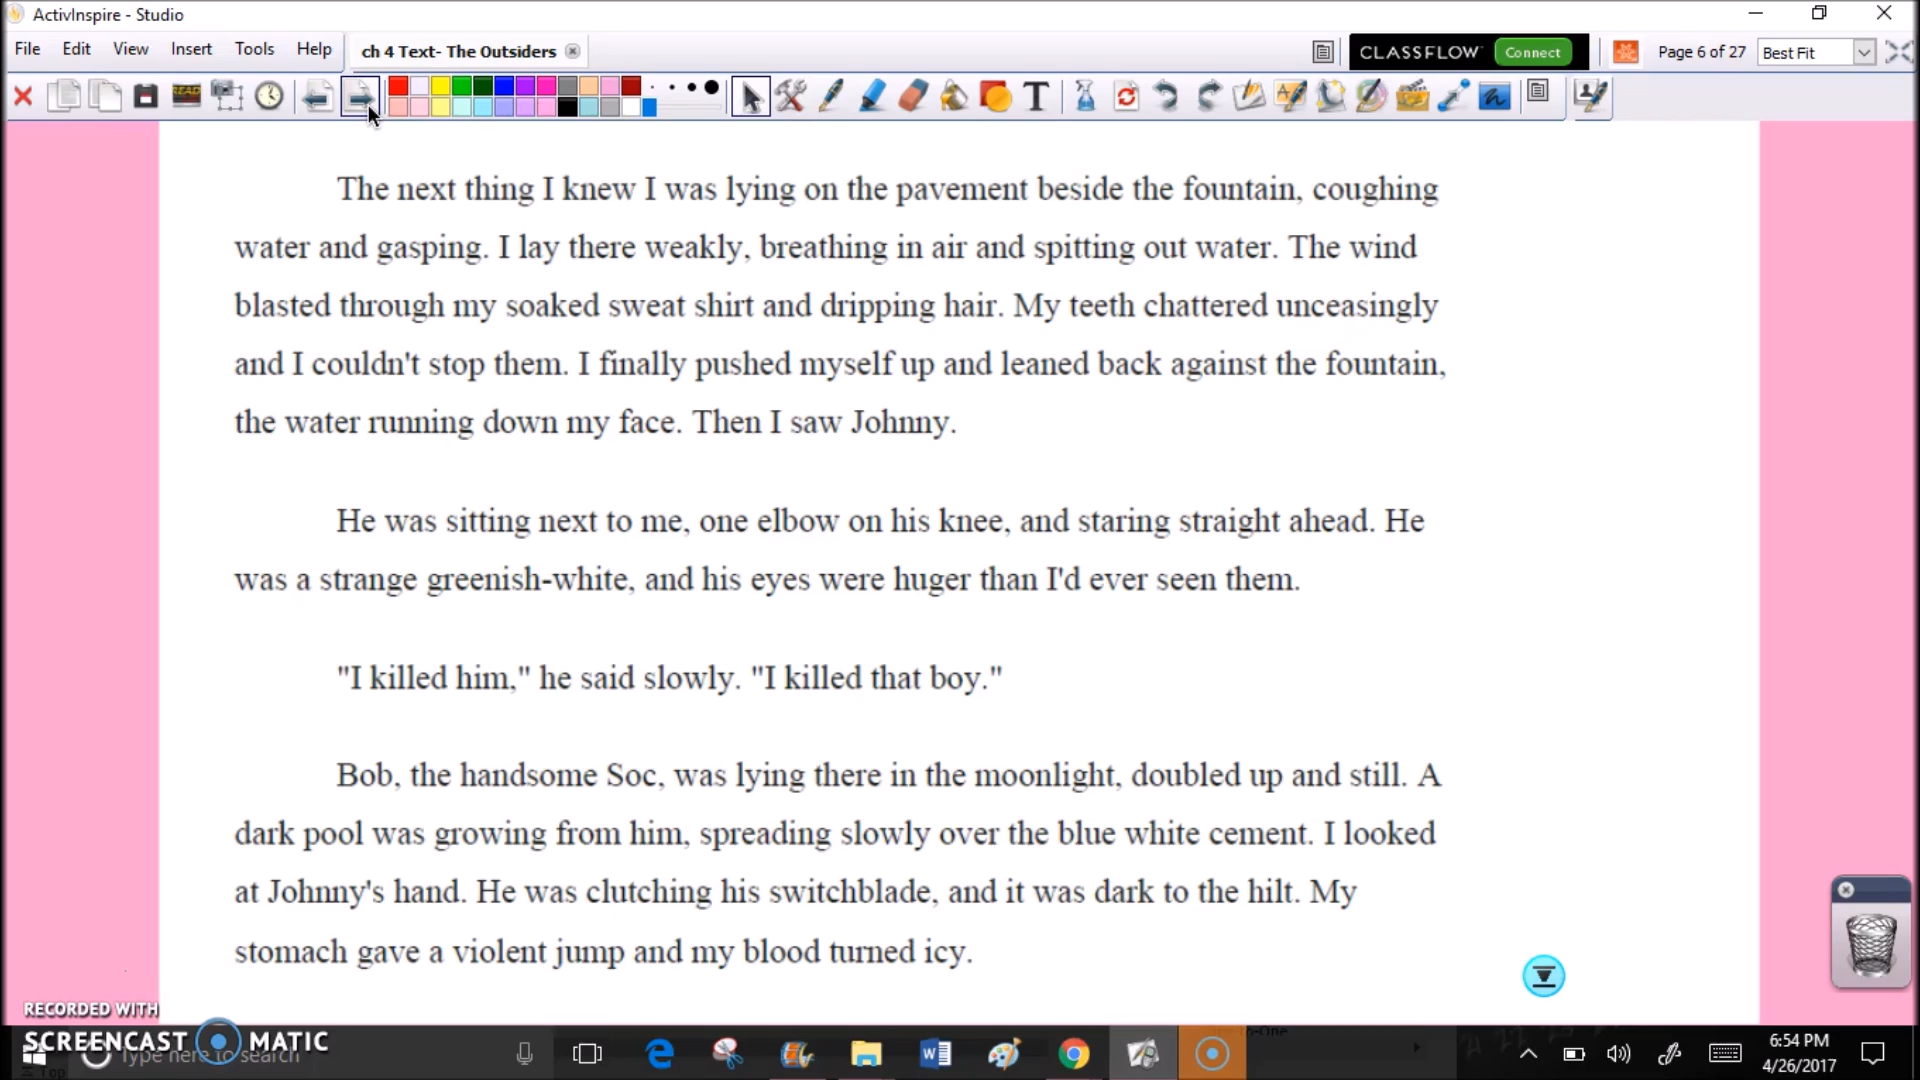 ActivInspire - Studio
File Edit View Insert Tools Help ch 4 Text- The Outsiders CLASSFLOW Connect Page 6 of 27 Best Fit
The next thing I knew I was lying on the pavement beside the fountain, coughing
water and gasping. I lay there weakly, breathing in air and spitting out water. The wind
blasted through my soaked sweat shirt and dripping hair. My teeth chattered unceasingly
and I couldn't stop them. I finally pushed myself up and leaned back against the fountain,
the water running down my face. Then I saw Johnny.
He was sitting next to me, one elbow on his knee, and staring straight ahead. He
was a strange greenish-white, and his eyes were huger than I'd ever seen them.
"I killed him," he said slowly. "I killed that boy."
Bob, the handsome Soc, was lying there in the moonlight, doubled up and still. A
dark pool was growing from him, spreading slowly over the blue white cement. I looked
at Johnny's hand. He was clutching his switchblade, and it was dark to the hilt. My
stomach gave a violent jump and my blood turned icy.
RECORDED WITH
SCREENCAST MATIC
Type here to search
6:54 PM
4/26/2017